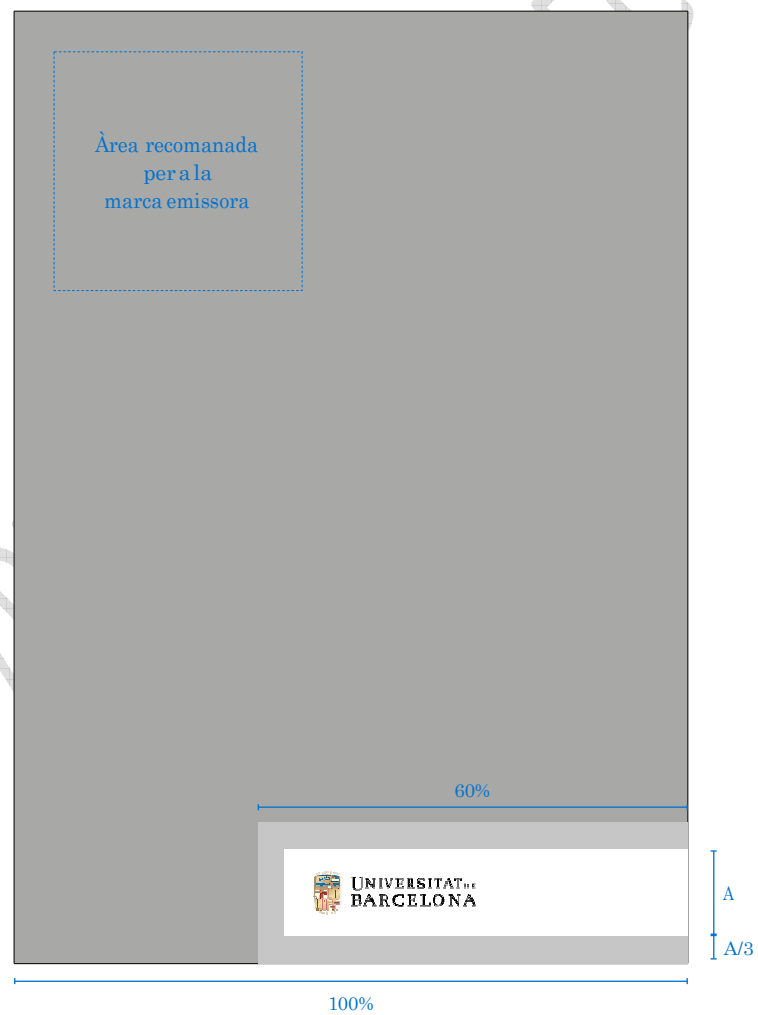 Àrea recomanada
per a la
marca emissora
60%
UNIVERSITAT DE
BARCELONA
A
A/3
100%